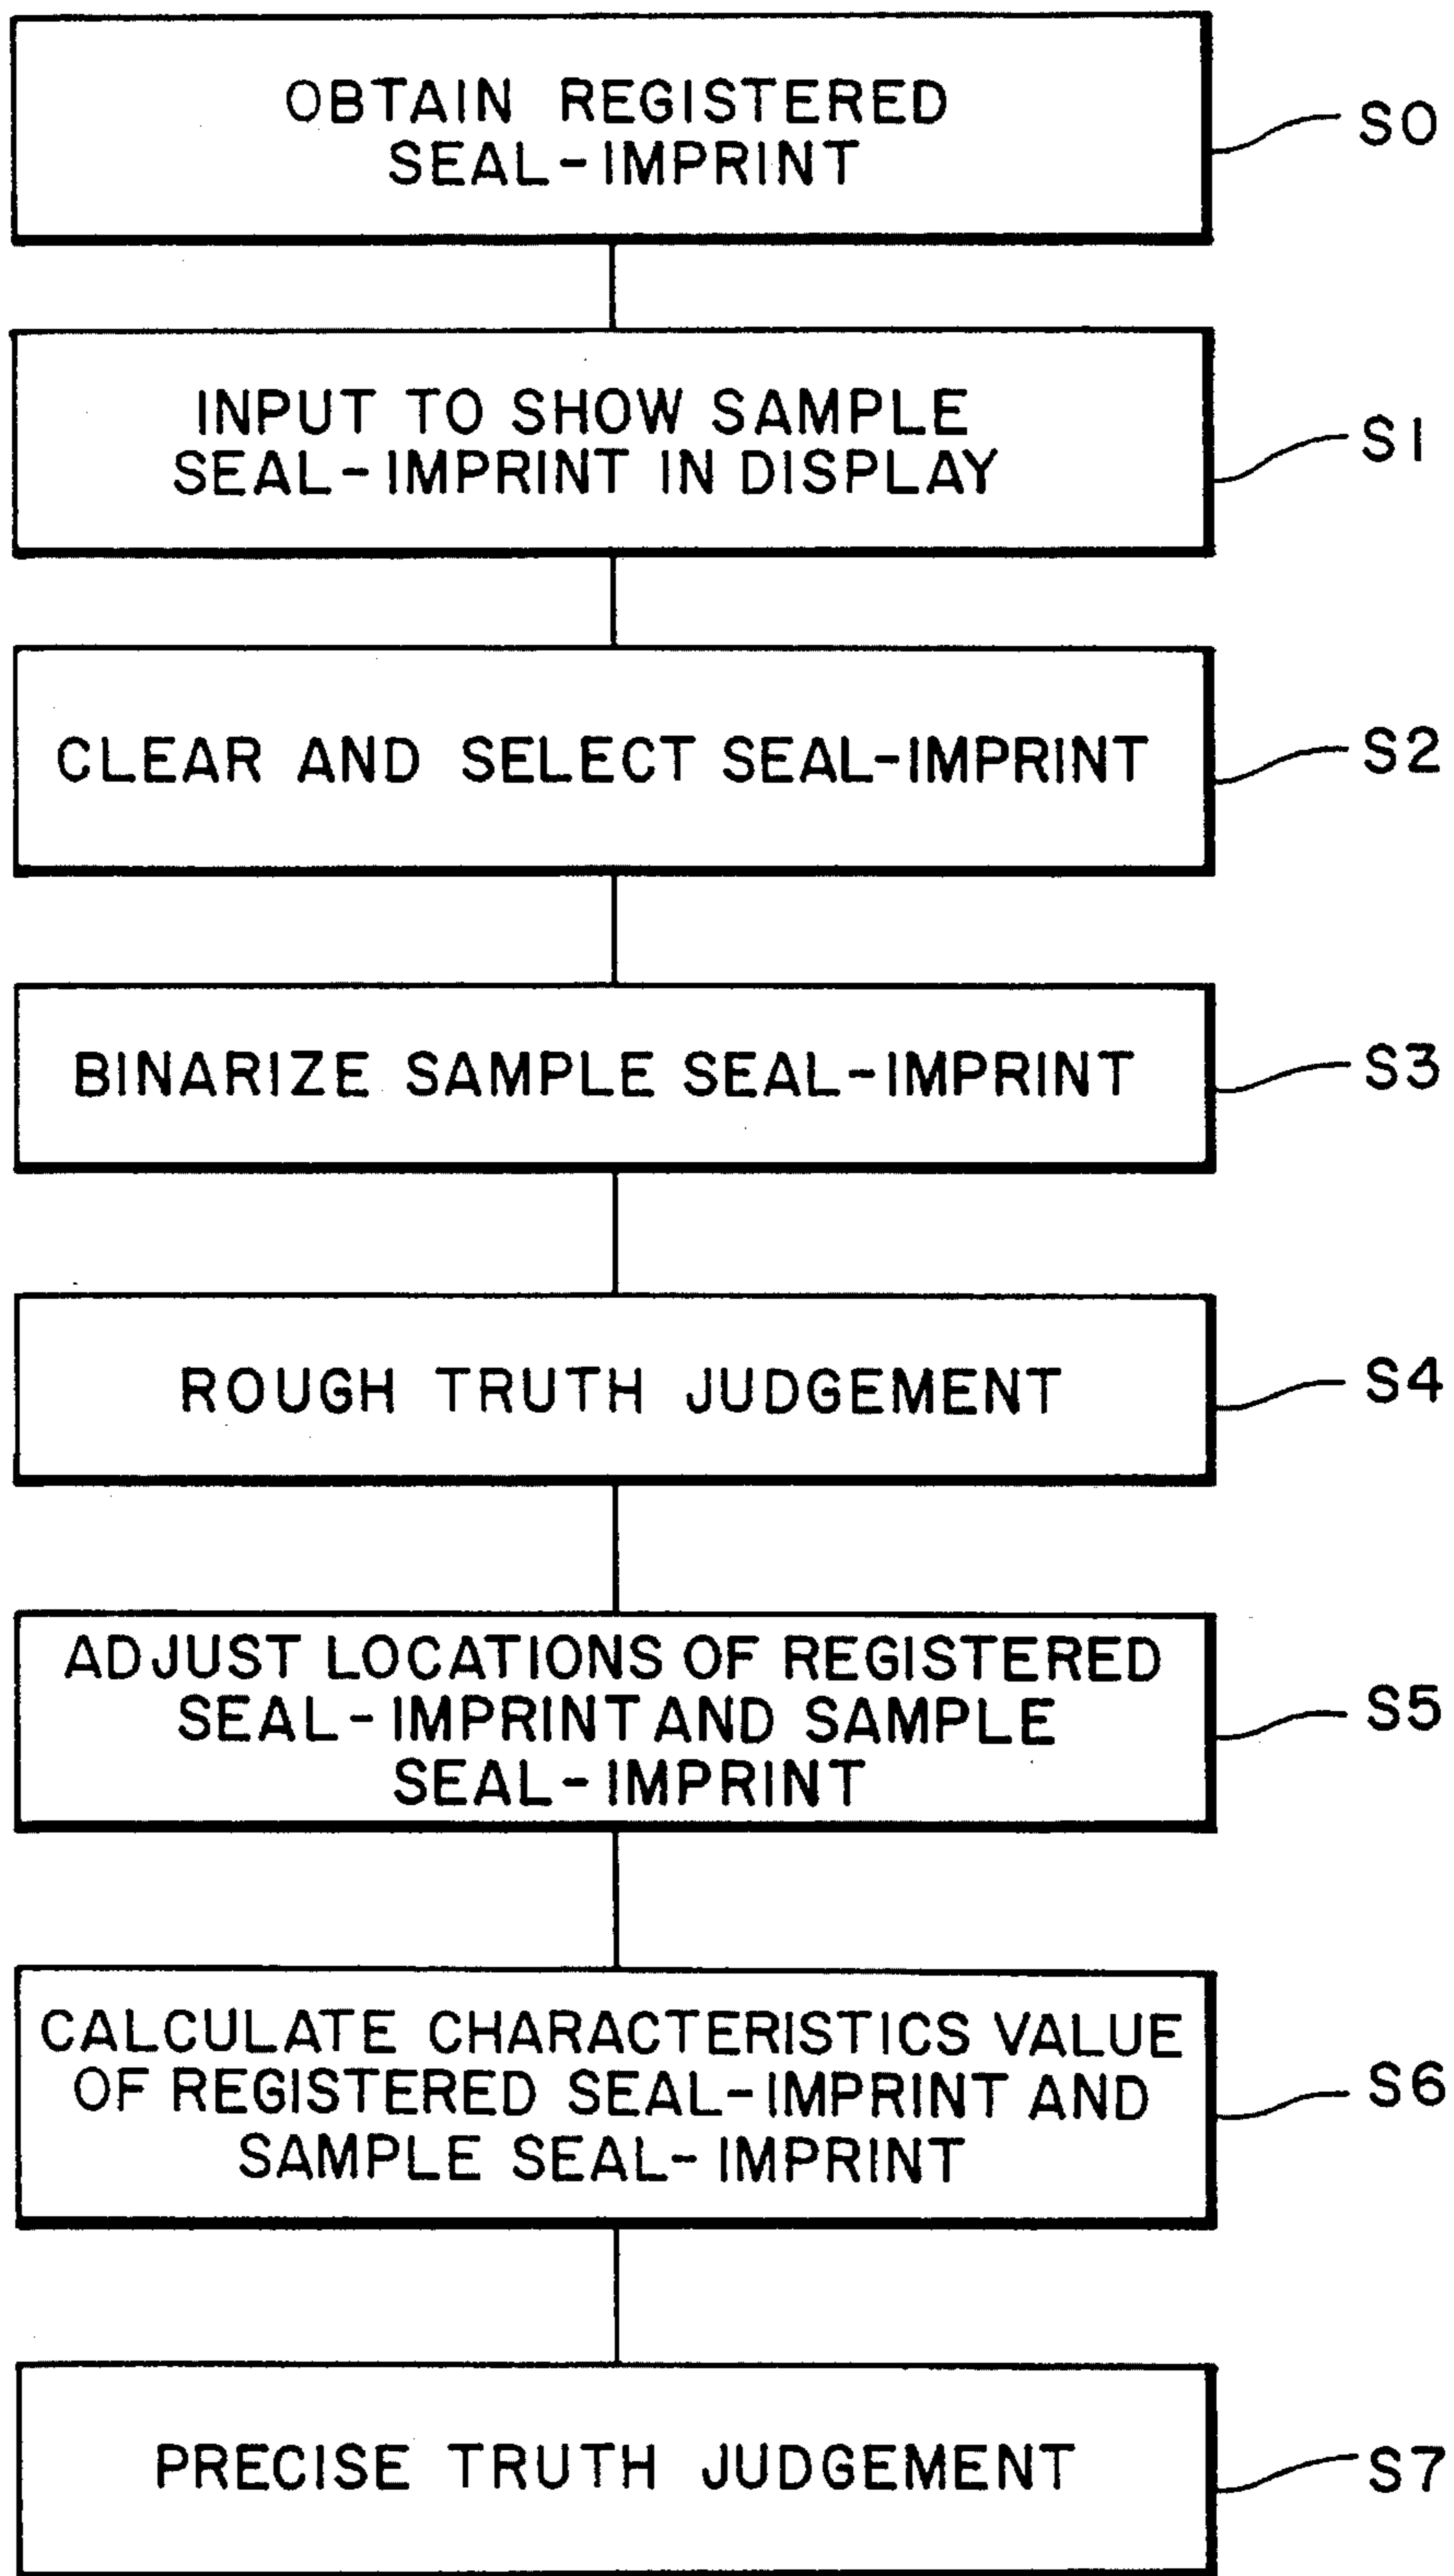 OBTAIN REGISTERED
SEAL-IMPRINT
S0
INPUT TO SHOW SAMPLE
SEAL-IMPRINT IN DISPLAY
S1
CLEAR AND SELECT SEAL-IMPRINT
S2
BINARIZE SAMPLE SEAL-IMPRINT
S3
ROUGH TRUTH JUDGEMENT
S4
ADJUST LOCATIONS OF REGISTERED
SEAL-IMPRINT AND SAMPLE
SEAL-IMPRINT
S5
CALCULATE CHARACTERISTICS VALUE
OF REGISTERED SEAL-IMPRINT AND
SAMPLE SEAL-IMPRINT
S6
PRECISE TRUTH JUDGEMENT
S7